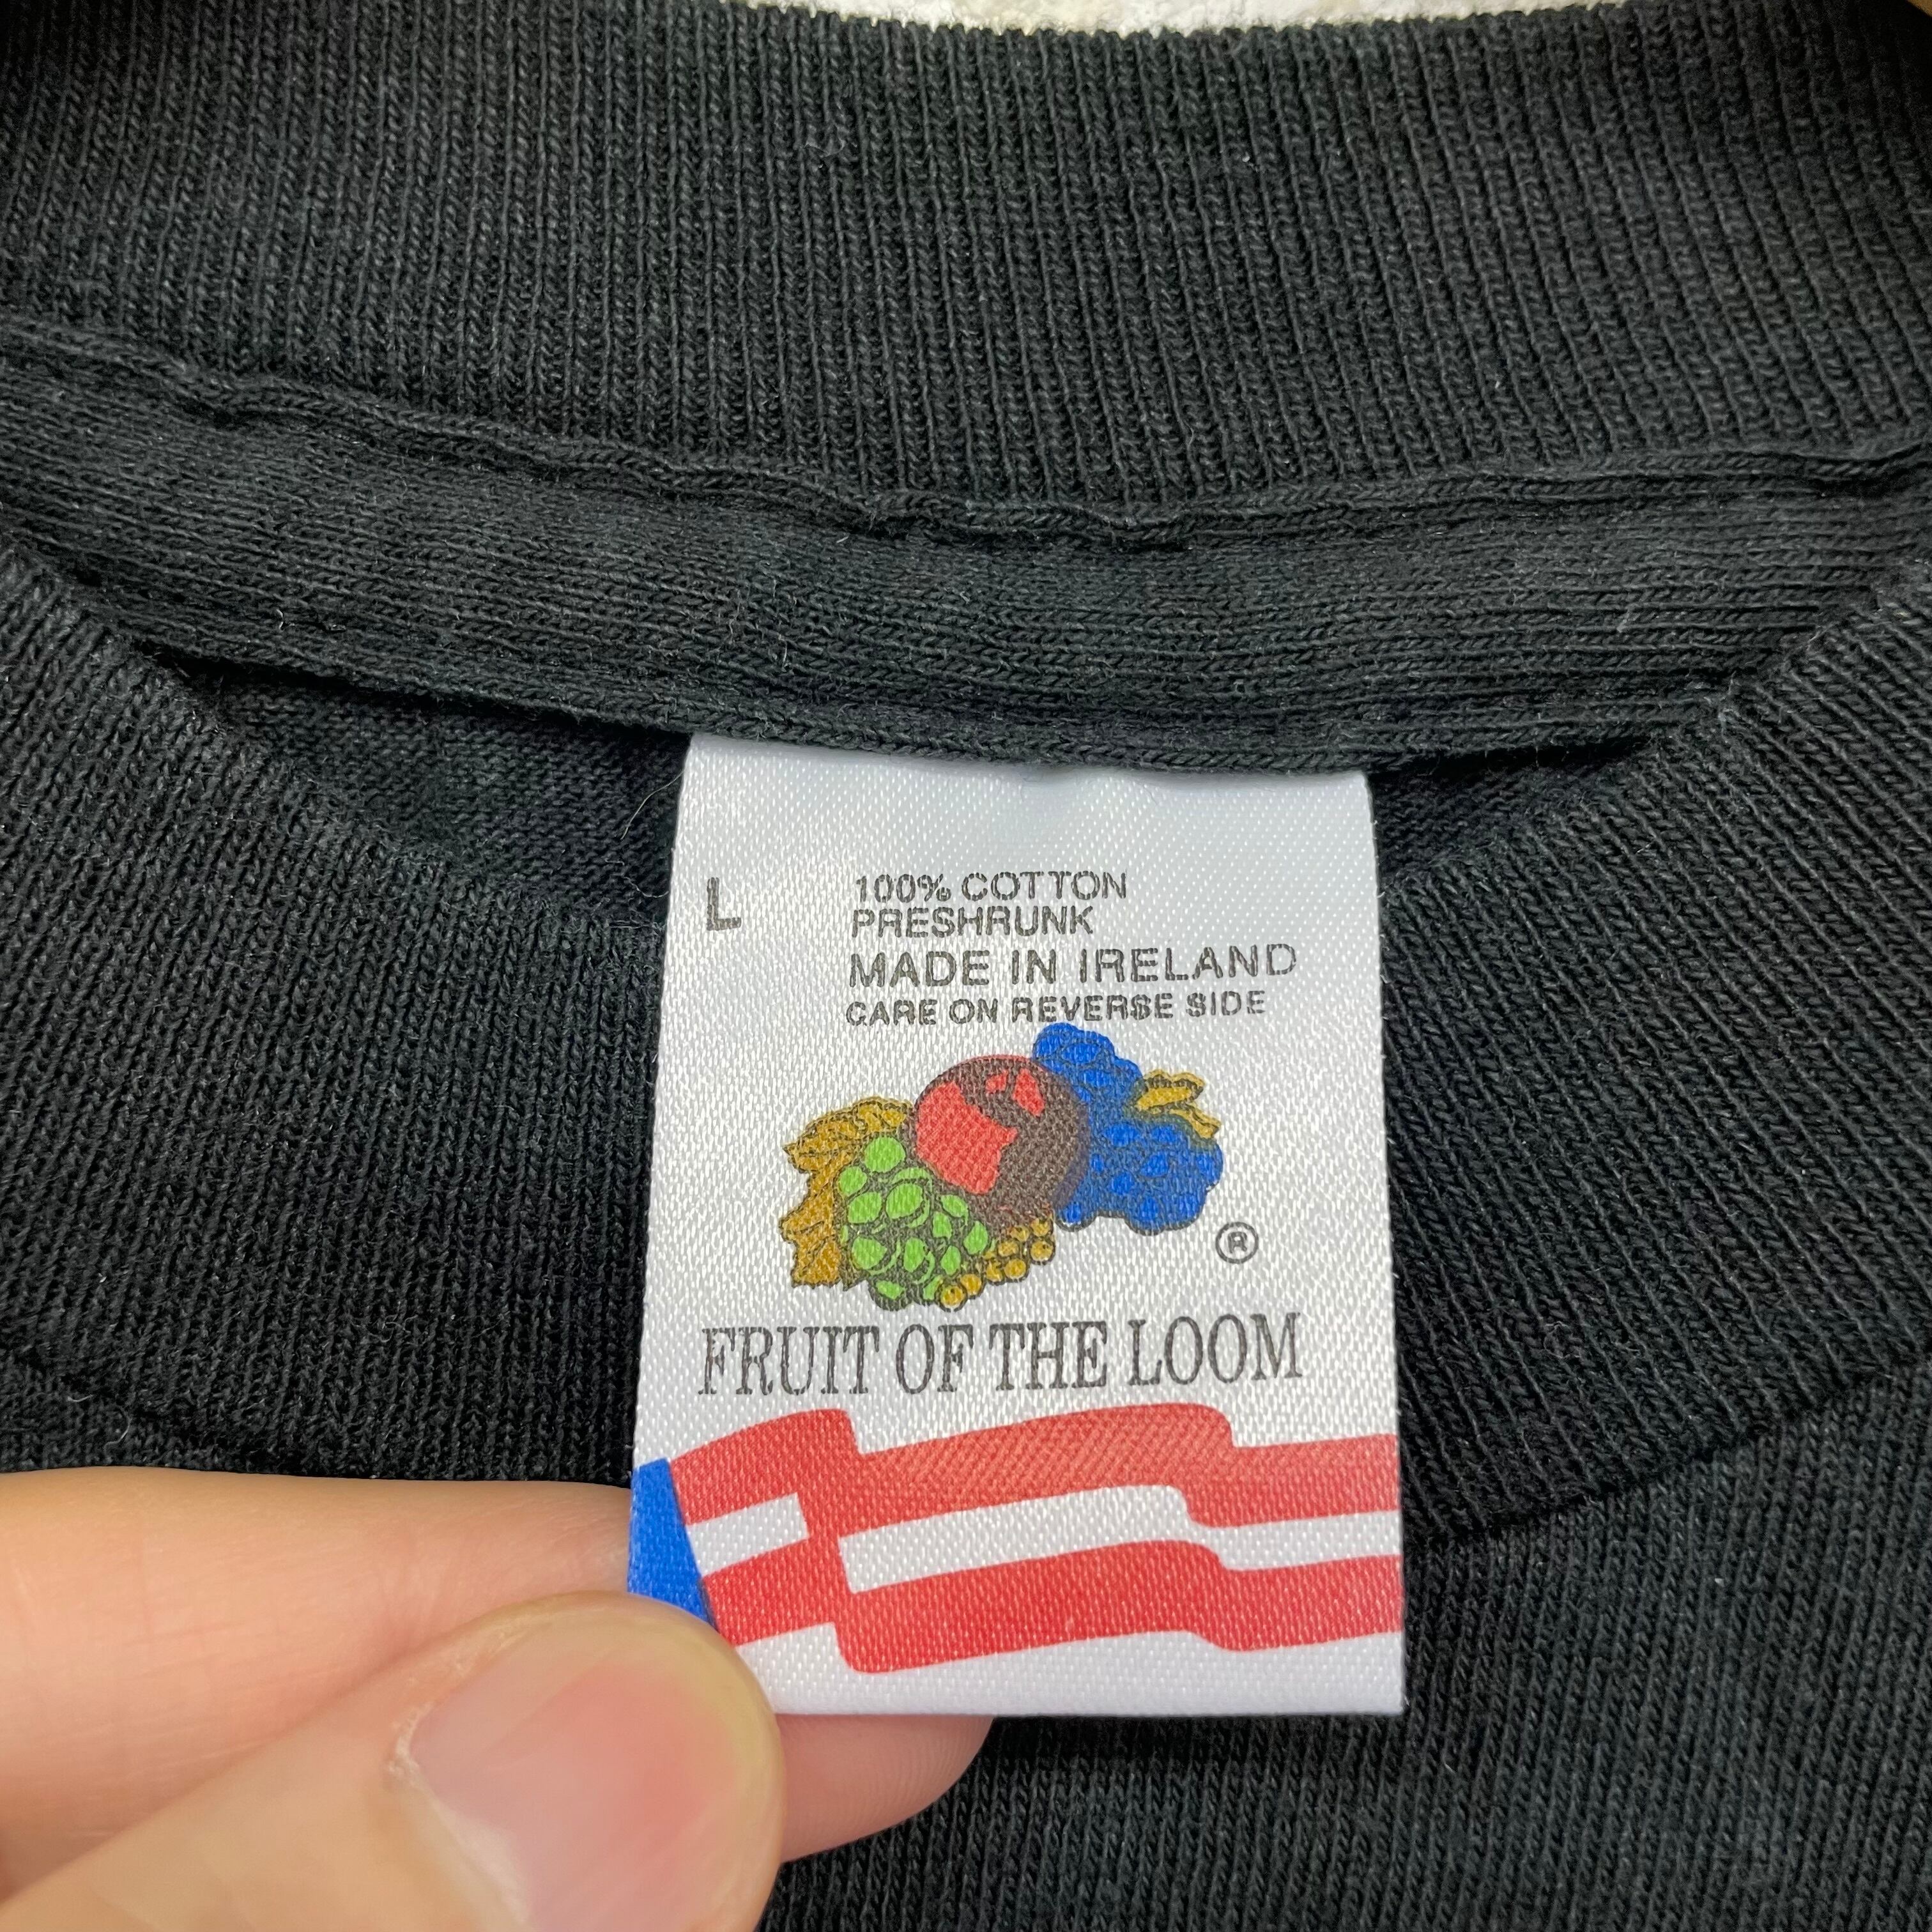 L
100% COTTON
PRESHRUNK
MADE IN IRELAND
CARE ON REVERSE SIDE
®
FRUIT OF THE LOOM